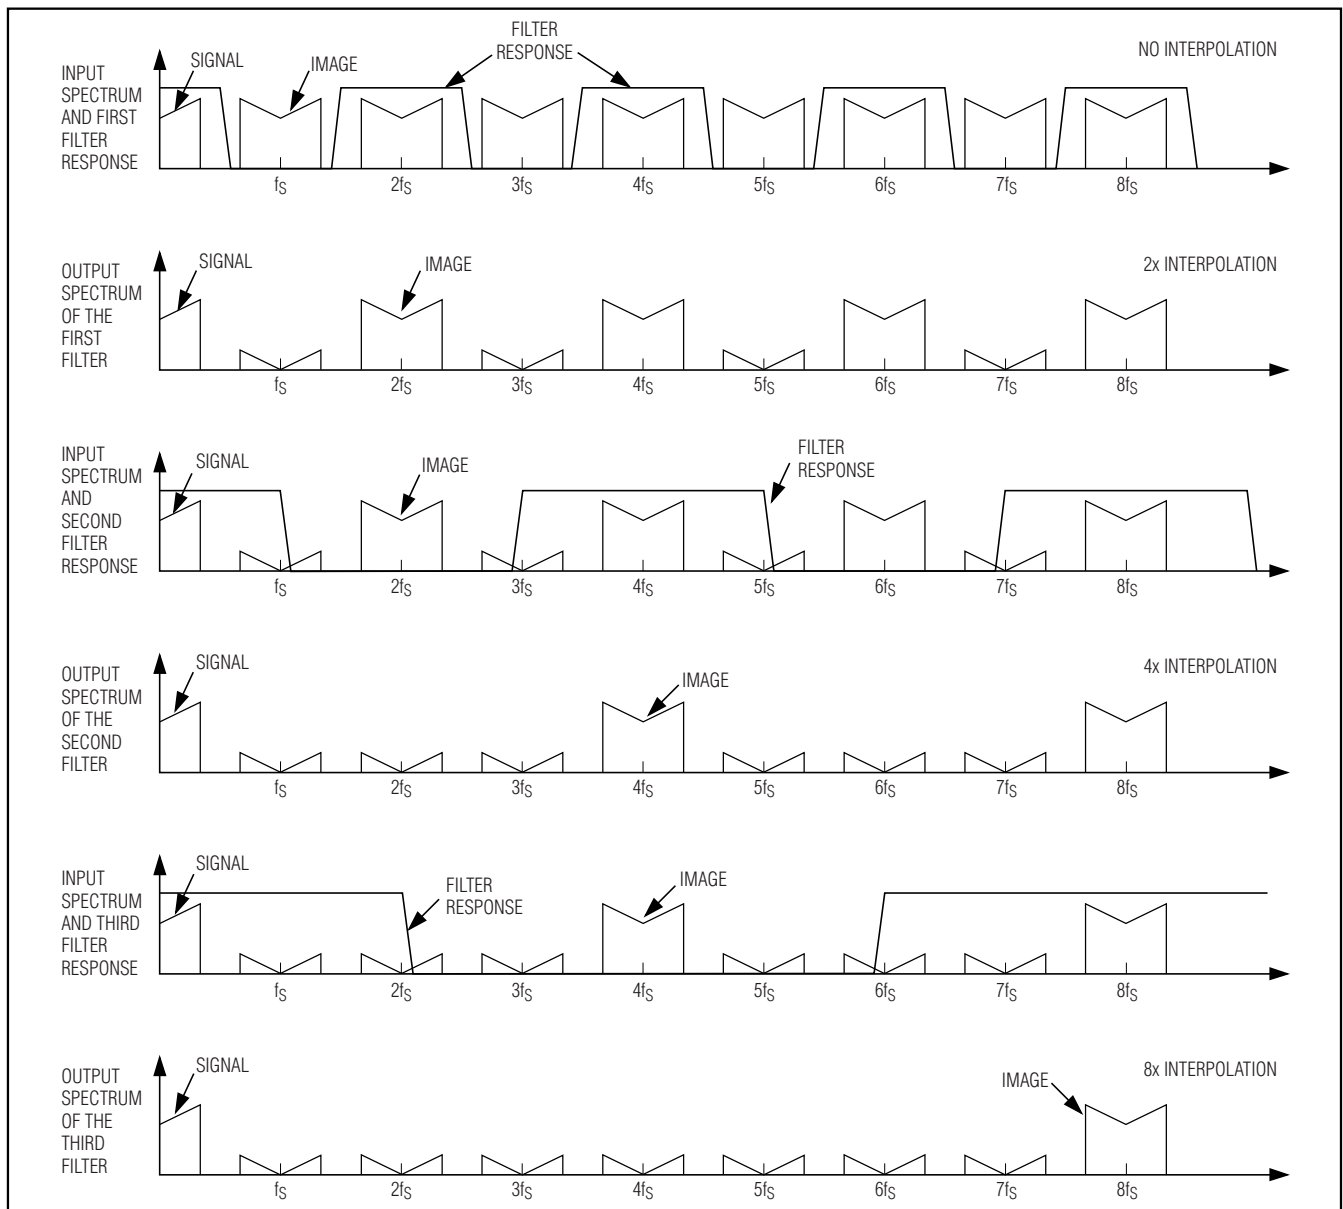 FILTER
RESPONSE
NO INTERPOLATION
SIGNAL
IMAGE
INPUT
SPECTRUM
AND FIRST
FILTER
RESPONSE
fS
2fS
3fS
4fS
5fS
6fS
7fS
8fS
SIGNAL
IMAGE
2x INTERPOLATION
OUTPUT
SPECTRUM
OF THE
FIRST
FILTER
fS
2fS
3fS
4fS
5fS
6fS
7fS
8fS
SIGNAL
IMAGE
FILTER
RESPONSE
INPUT
SPECTRUM
AND
SECOND
FILTER
RESPONSE
fS
2fS
3fS
4fS
5fS
6fS
7fS
8fS
SIGNAL
IMAGE
4x INTERPOLATION
OUTPUT
SPECTRUM
OF THE
SECOND
FILTER
fS
2fS
3fS
4fS
5fS
6fS
7fS
8fS
SIGNAL
FILTER
RESPONSE
IMAGE
INPUT
SPECTRUM
AND THIRD
FILTER
RESPONSE
fS
2fS
3fS
4fS
5fS
6fS
7fS
8fS
SIGNAL
IMAGE
8x INTERPOLATION
OUTPUT
SPECTRUM
OF THE
THIRD
FILTER
fS
2fS
3fS
4fS
5fS
6fS
7fS
8fS